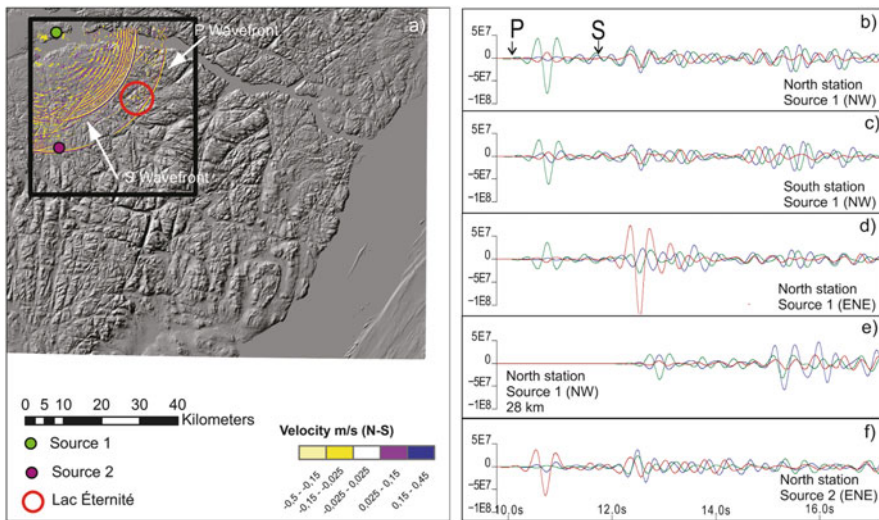 a)
P Wavefront
S Wavefront
0 5 10 20 30 40
Kilometers
Source 1
Source 2
Lac Éternité
Velocity m/s (N-S)
-0,5 - -0,15
-0,15 - -0,025
-0,025 - 0,025
0,025 - 0,15
0,15 - 0,45
P
S
b)
5E7
0
-5E7
-1E8
North station
Source 1 (NW)
c)
5E7
0
-5E7
-1E8
South station
Source 1 (NW)
d)
5E7
0
-5E7
-1E8
North station
Source 1 (ENE)
e)
5E7
0
-5E7
-1E8
North station
Source 1 (NW)
28 km
f)
5E7
0
-5E7
-1E8
North station
Source 2 (ENE)
10.0s
12.0s
14.0s
16.0s